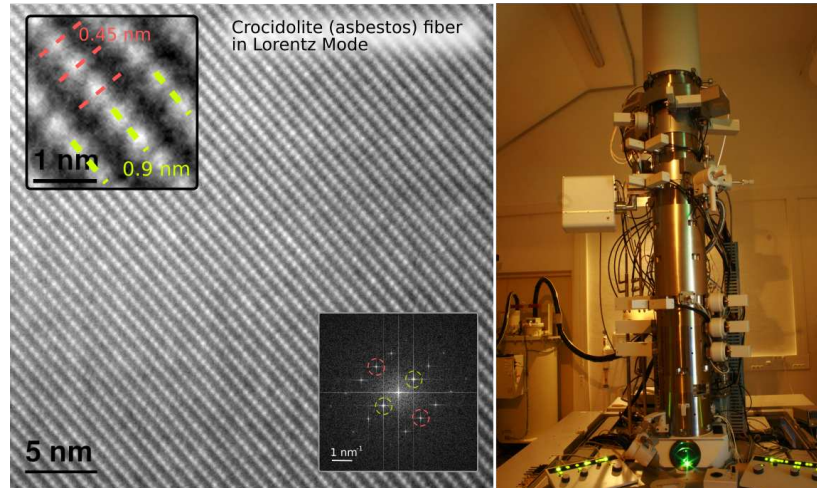 Crocidolite (asbestos) fiber
in Lorentz Mode
0.45 nm
0.9 nm
1 nm
5 nm
1 nm⁻¹